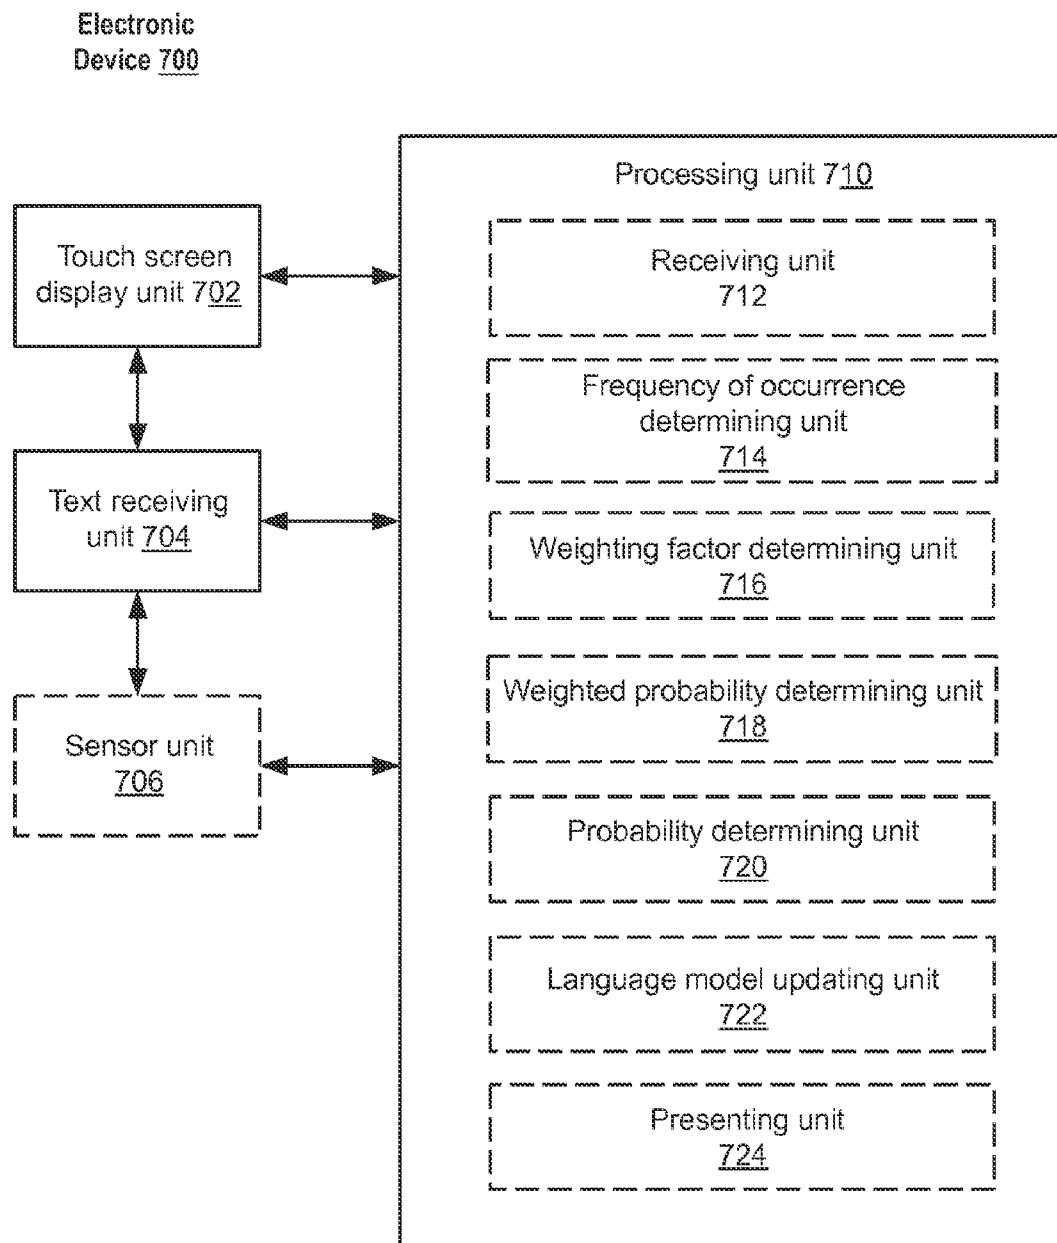 Electronic
Device 700
Processing unit 710
Touch screen
display unit 702
Receiving unit
712
Frequency of occurrence
determining unit
714
Text receiving
unit 704
Weighting factor determining unit
716
Weighted probability determining unit
718
Sensor unit
706
Probability determining unit
720
Language model updating unit
722
Presenting unit
724